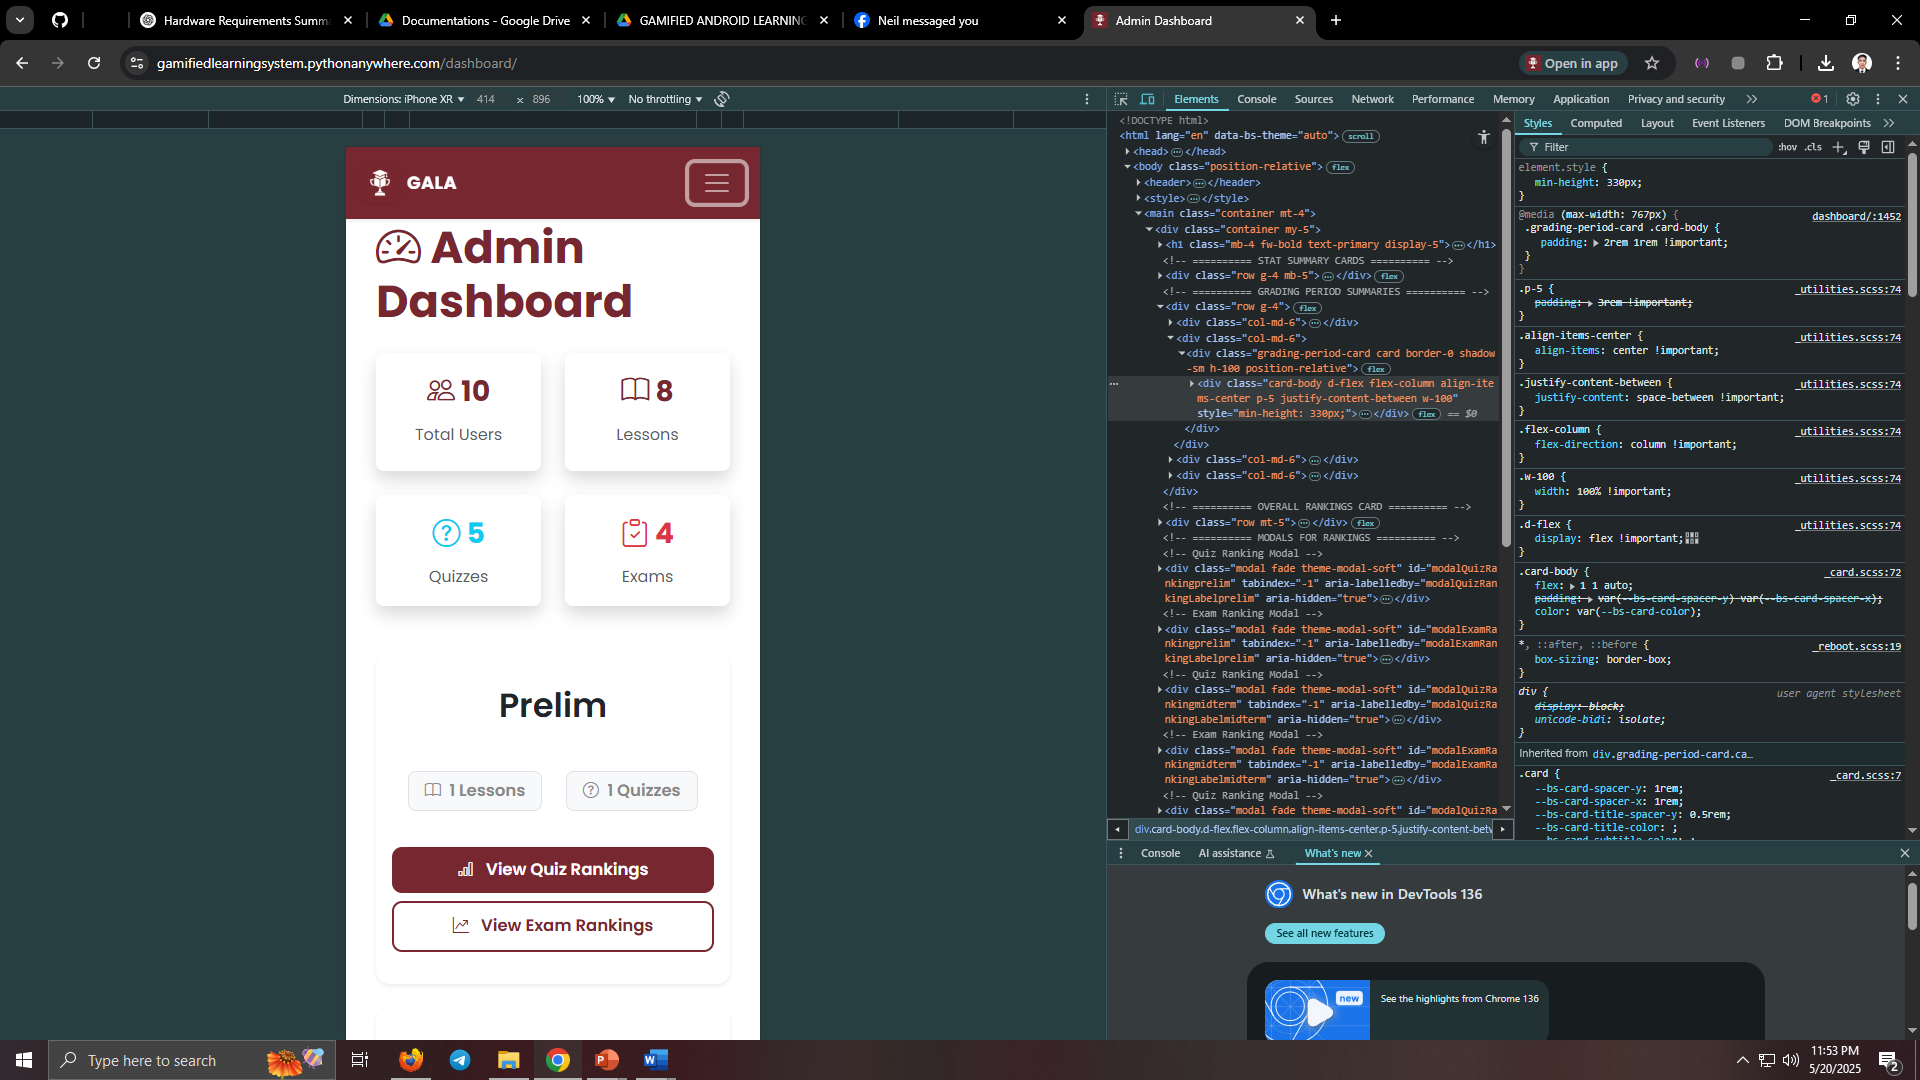 Hardware Requirements Summ
Documentations - Google Drive
GAMIFIED ANDROID LEARNING
Neil messaged you
Admin Dashboard
gamifiedlearningsystem.pythonanywhere.com/dashboard/
Open in app
Dimensions: iPhone XR
414 × 896
100%
No throttling
GALA
Admin
Dashboard
10
Total Users
8
Lessons
5
Quizzes
4
Exams
Prelim
1 Lessons
1 Quizzes
View Quiz Rankings
View Exam Rankings
Elements
Console
Sources
Network
Performance
Memory
Application
Privacy and security
1
<!DOCTYPE html>
<html lang="en" data-bs-theme="auto"> scroll
<head> </head>
<body class="position-relative"> flex
<header> </header>
<style> </style>
<main class="container mt-4">
<div class="container my-5">
<h1 class="mb-4 fw-bold text-primary display-5"> </h1>
<!-- ========== STAT SUMMARY CARDS ========== -->
<div class="row g-4 mb-5"> </div> flex
<!-- ========== GRADING PERIOD SUMMARIES ========== -->
<div class="row g-4"> flex
<div class="col-md-6"> </div>
<div class="col-md-6">
<div class="grading-period-card card border-0 shadow
-sm h-100 position-relative"> flex
<div class="card-body d-flex flex-column align-ite
ms-center p-5 justify-content-between w-100"
style="min-height: 330px;"> </div> flex == $0
</div>
</div>
<div class="col-md-6"> </div>
<div class="col-md-6"> </div>
</div>
<!-- ========== OVERALL RANKINGS CARD ========== -->
<div class="row mt-5"> </div> flex
<!-- ========== MODALS FOR RANKINGS ========== -->
<!-- Quiz Ranking Modal -->
<div class="modal fade theme-modal-soft" id="modalQuizRa
nkingprelim" tabindex="-1" aria-labelledby="modalQuizRan
kingLabelprelim" aria-hidden="true"> </div>
<!-- Exam Ranking Modal -->
<div class="modal fade theme-modal-soft" id="modalExamRa
nkingprelim" tabindex="-1" aria-labelledby="modalExamRan
kingLabelprelim" aria-hidden="true"> </div>
<!-- Quiz Ranking Modal -->
<div class="modal fade theme-modal-soft" id="modalQuizRa
nkingmidterm" tabindex="-1" aria-labelledby="modalQuizRa
nkingLabelmidterm" aria-hidden="true"> </div>
<!-- Exam Ranking Modal -->
<div class="modal fade theme-modal-soft" id="modalExamRa
nkingmidterm" tabindex="-1" aria-labelledby="modalExamRa
nkingLabelmidterm" aria-hidden="true"> </div>
<!-- Quiz Ranking Modal -->
<div class="modal fade theme-modal-soft" id="modalQuizRa
div.card-body.d-flex.flex-column.align-items-center.p-5.justify-content-betw
Styles
Computed
Layout
Event Listeners
DOM Breakpoints
Filter
:hov .cls
element.style {
min-height: 330px;
}
@media (max-width: 767px) { dashboard/:1452
.grading-period-card .card-body {
padding: 2rem 1rem !important;
}
}
.p-5 { _utilities.scss:74
padding: 3rem !important;
}
.align-items-center { _utilities.scss:74
align-items: center !important;
}
.justify-content-between { _utilities.scss:74
justify-content: space-between !important;
}
.flex-column { _utilities.scss:74
flex-direction: column !important;
}
.w-100 { _utilities.scss:74
width: 100% !important;
}
.d-flex { _utilities.scss:74
display: flex !important;
}
.card-body { _card.scss:72
flex: 1 1 auto;
padding: var(--bs-card-spacer-y) var(--bs-card-spacer-x);
color: var(--bs-card-color);
}
*, ::after, ::before { _reboot.scss:19
box-sizing: border-box;
}
div { user agent stylesheet
display: block;
unicode-bidi: isolate;
}
Inherited from div.grading-period-card.ca…
.card { _card.scss:7
--bs-card-spacer-y: 1rem;
--bs-card-spacer-x: 1rem;
--bs-card-title-spacer-y: 0.5rem;
--bs-card-title-color: ;
Console
AI assistance
What's new
What's new in DevTools 136
See all new features
new
See the highlights from Chrome 136
Type here to search
11:53 PM
5/20/2025
2